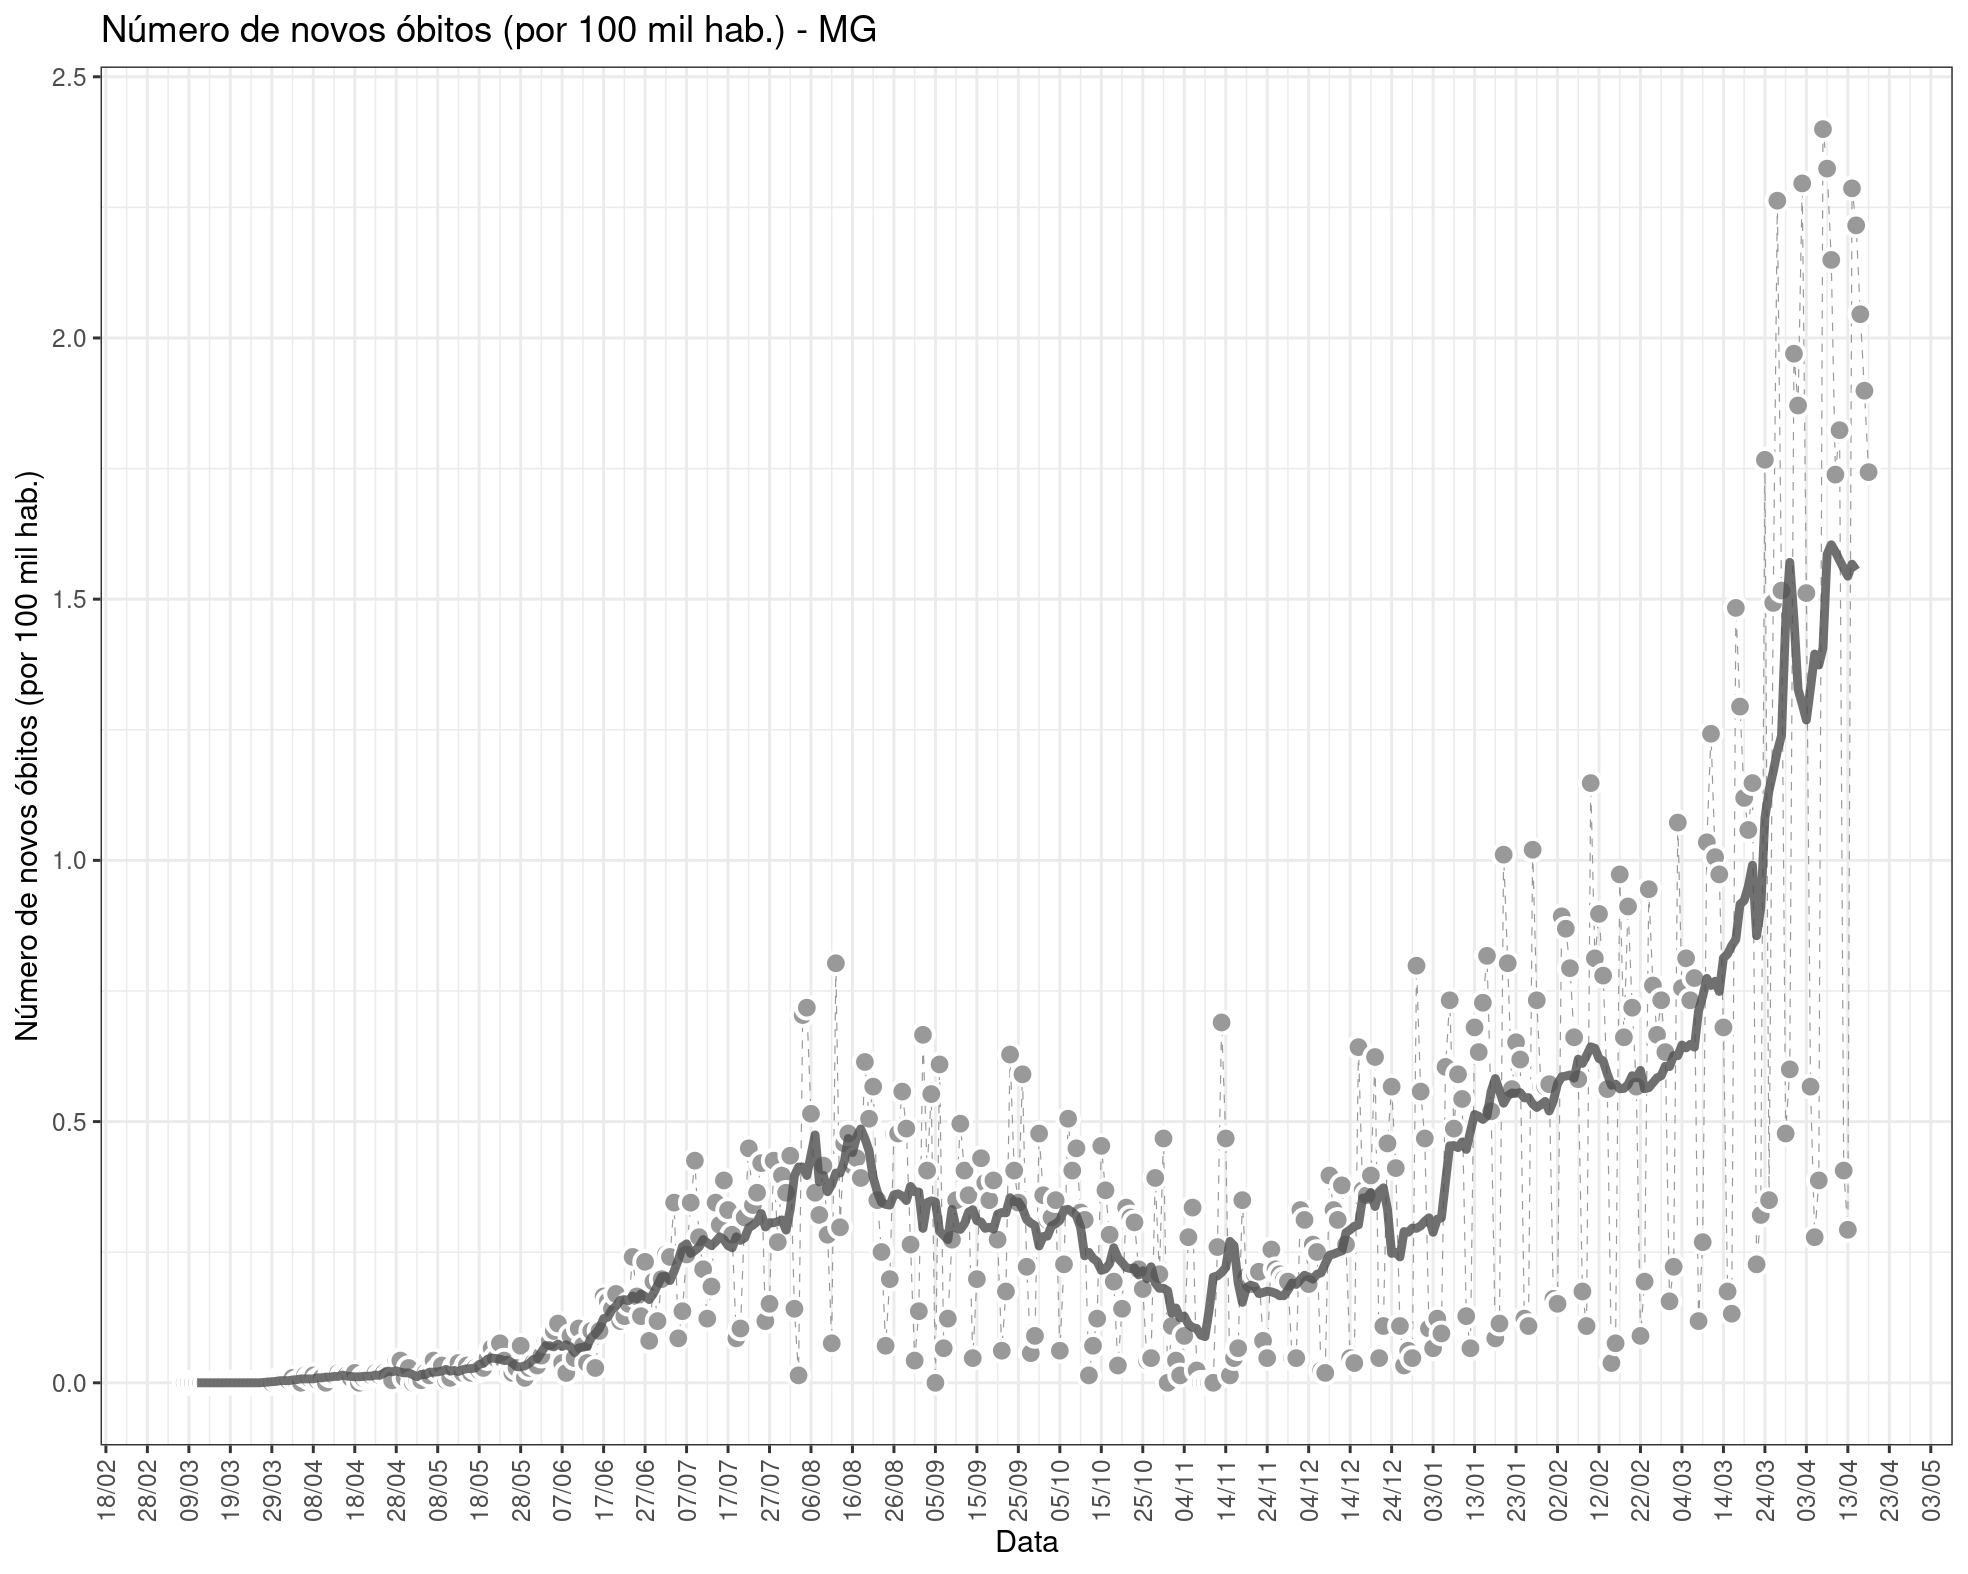 Número de novos óbitos (por 100 mil hab.) - MG
2.5
2.0
1.5
1.0
0.5
0.0
Número de novos óbitos (por 100 mil hab.)
18/02 28/02 09/03 19/03 29/03 08/04 18/04 28/04 08/05 18/05 28/05 07/06 17/06 27/06 07/07 17/07 27/07 06/08 16/08 26/08 05/09 15/09 25/09 05/10 15/10 25/10 04/11 14/11 24/11 04/12 14/12 24/12 03/01 13/01 23/01 02/02 12/02 22/02 04/03 14/03 24/03 03/04 13/04 23/04 03/05
Data